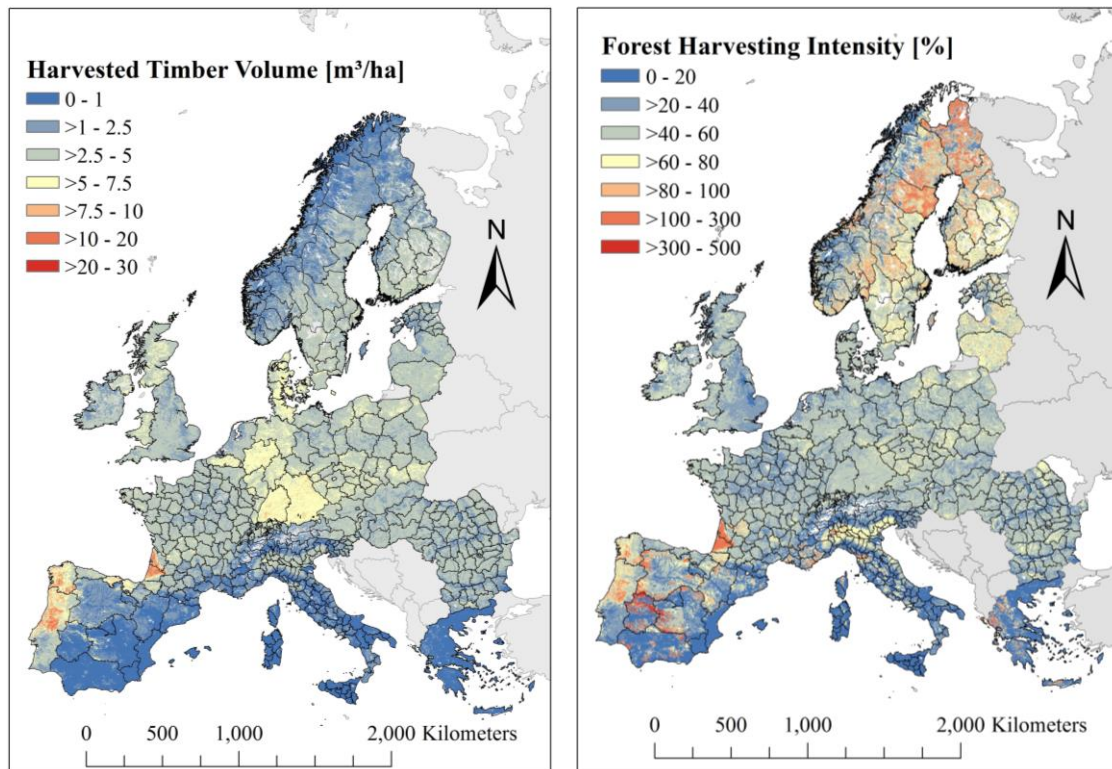 Harvested Timber Volume [m³/ha]
0 - 1
>1 - 2.5
>2.5 - 5
>5 - 7.5
>7.5 - 10
>10 - 20
>20 - 30
N
0 500 1,000 2,000 Kilometers
Forest Harvesting Intensity [%]
0 - 20
>20 - 40
>40 - 60
>60 - 80
>80 - 100
>100 - 300
>300 - 500
N
0 500 1,000 2,000 Kilometers